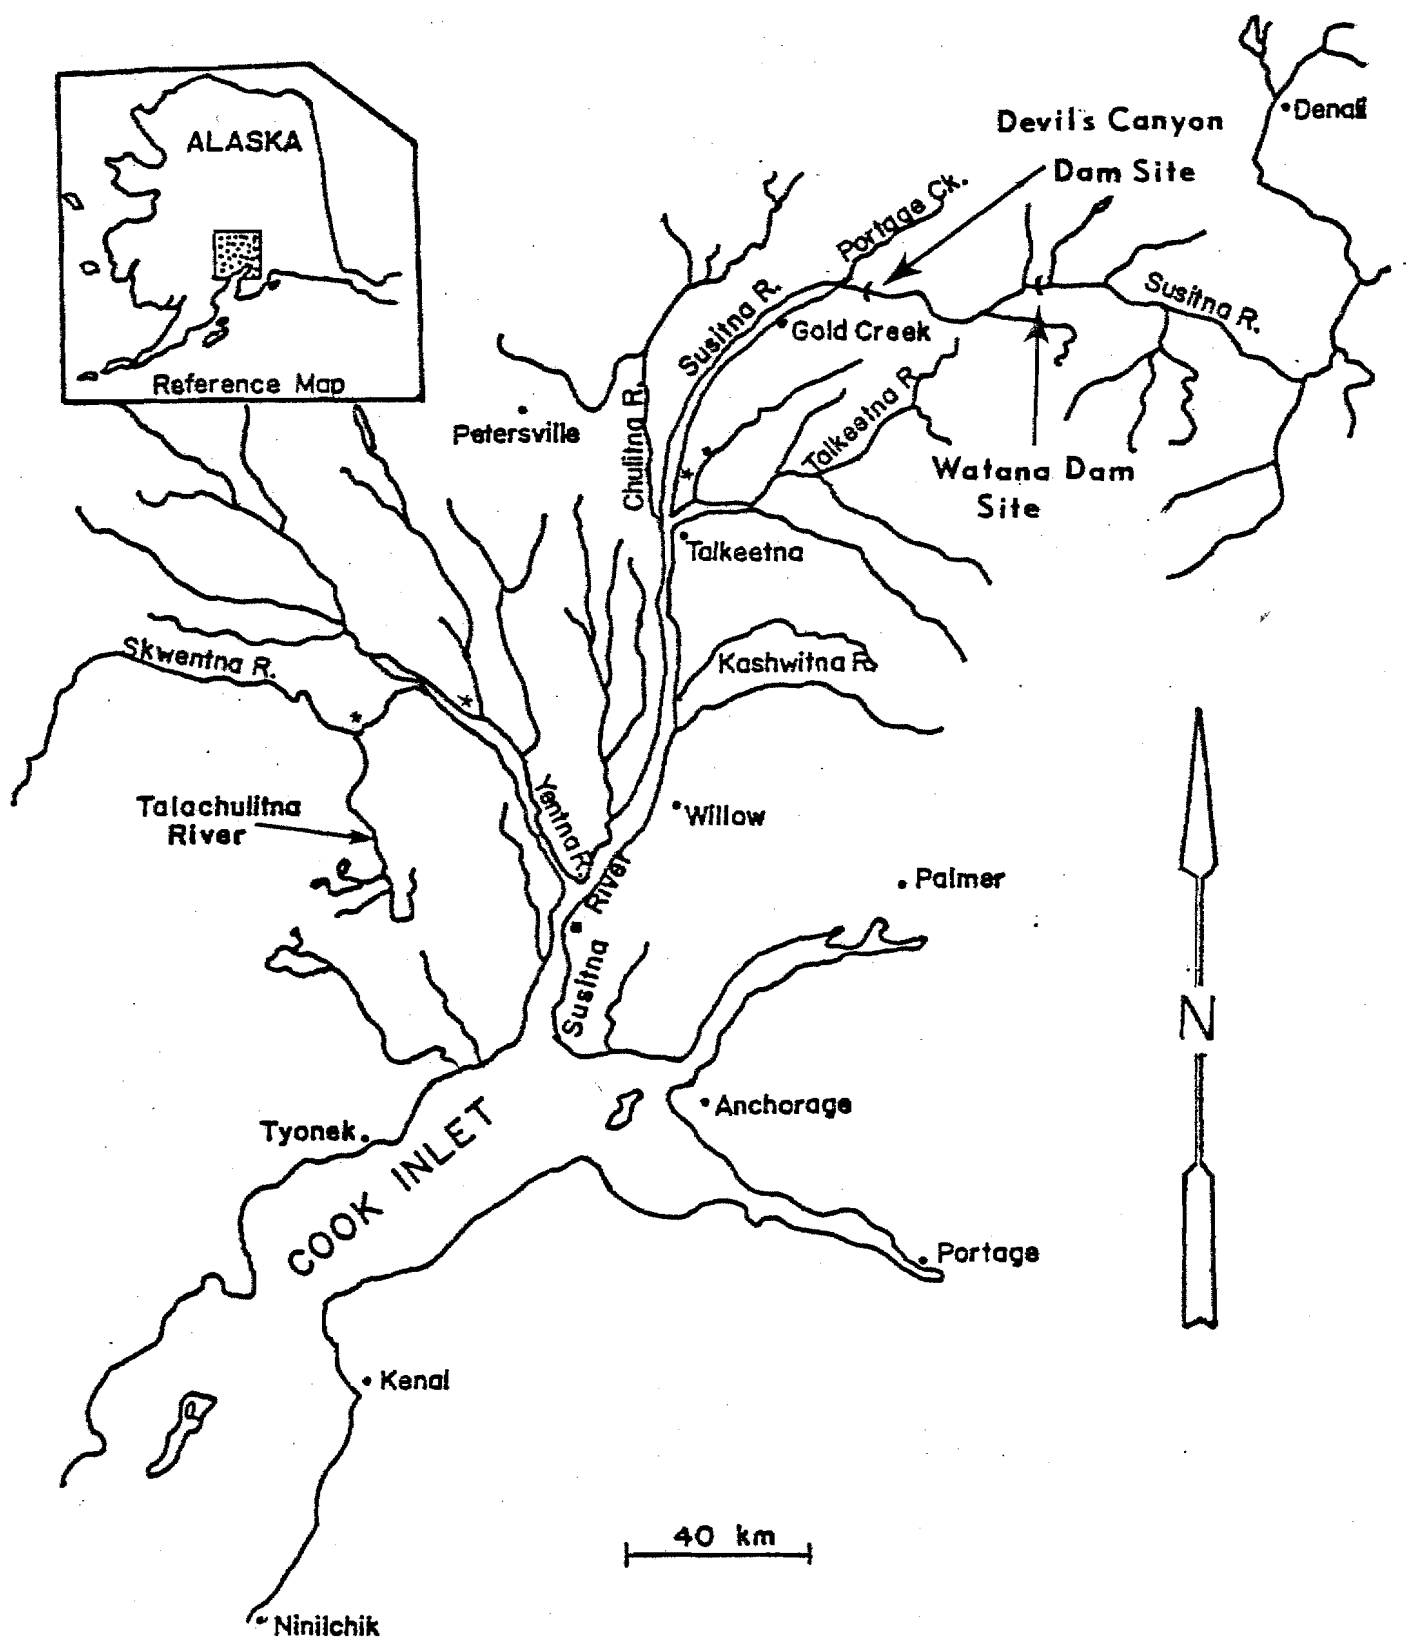 ALASKA
Reference Map
Denali
Devil's Canyon
Dam Site
Portage Ck.
Susitna R.
Gold Creek
Susitna R.
Petersville
Chulitna R.
Talkeetna R.
Watana Dam
Site
Talkeetna
Skwentna R.
Kashwitna R.
Talachulitna
River
Yentna R.
Willow
Palmer
Susitna River
Anchorage
Tyonek
COOK INLET
Portage
Kenai
N
40 km
Ninilchik